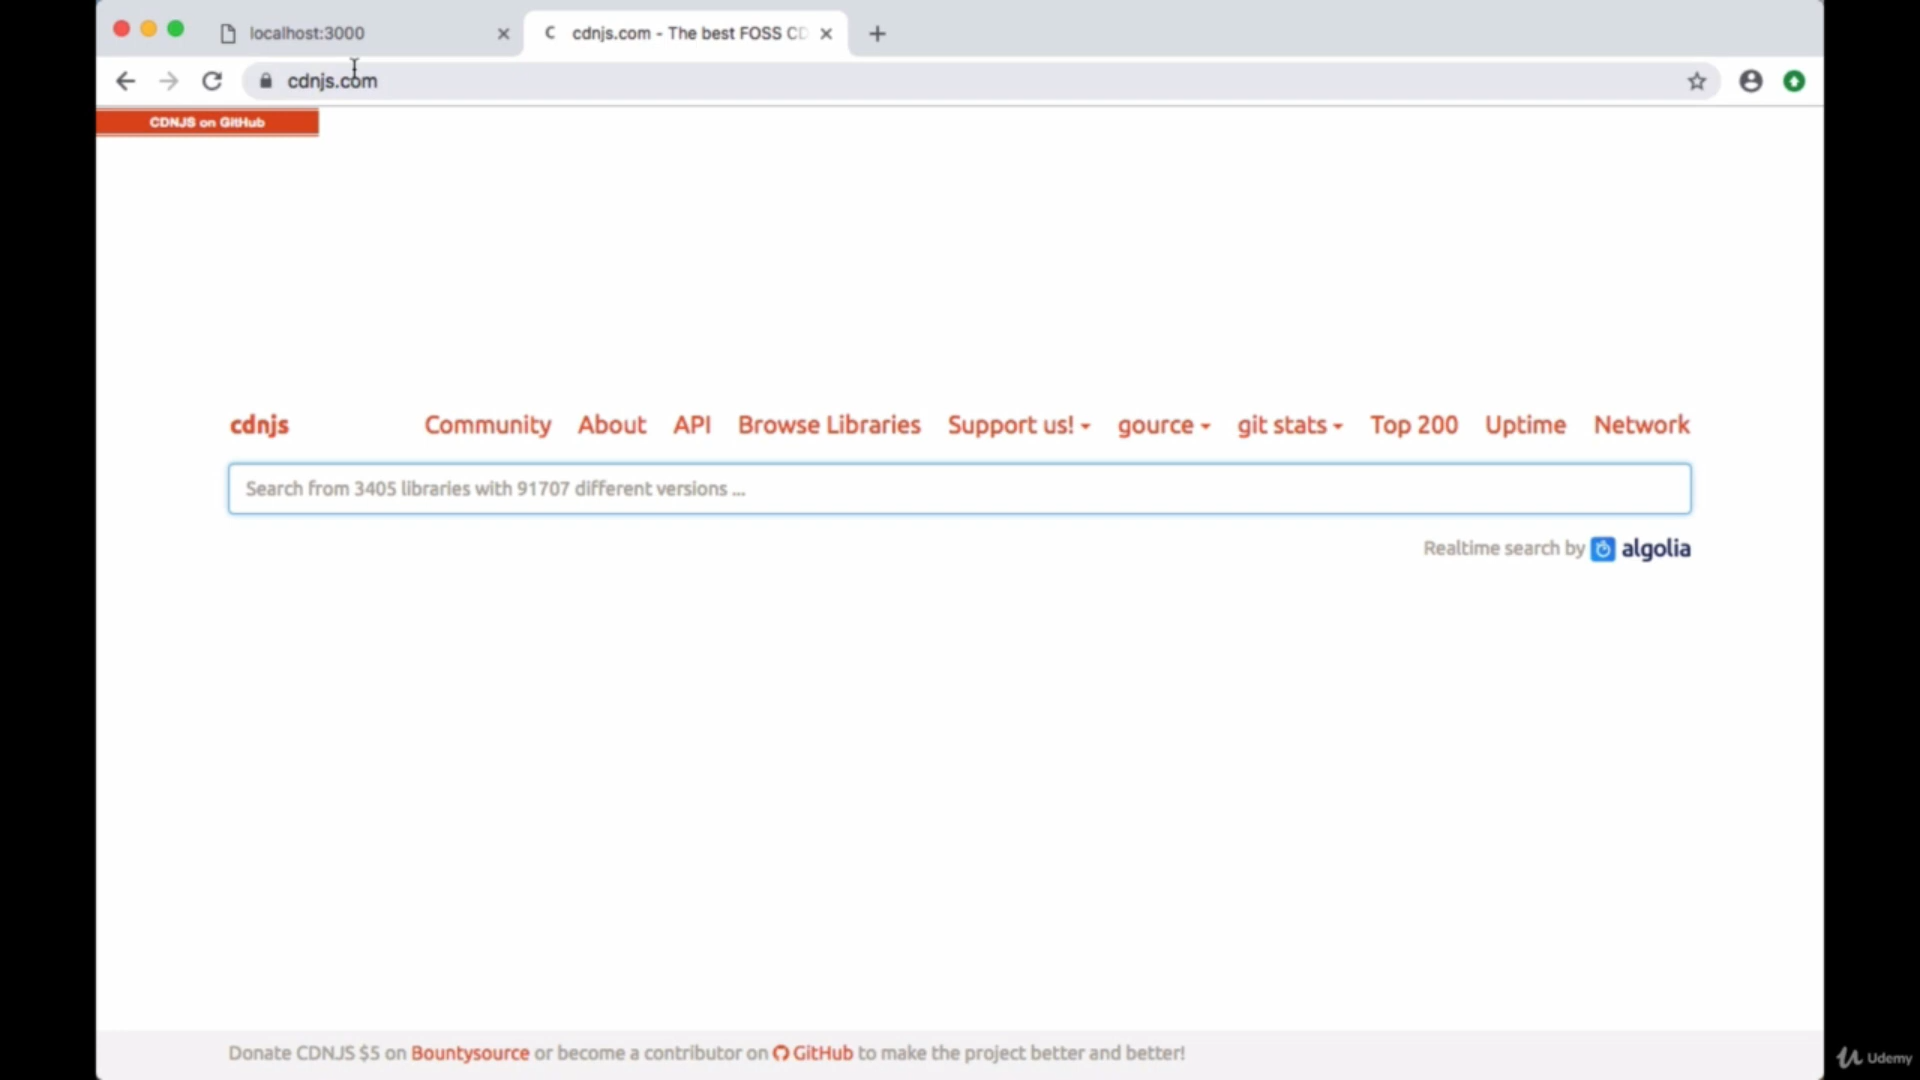 localhost:3000
cdnjs.com - The best FOSS CD
cdnjs.com
CDNJS on GitHub
cdnjs Community About API Browse Libraries Support us! gource git stats Top 200 Uptime Network
Search from 3405 libraries with 91707 different versions ...
Realtime search by algolia
Donate CDNJS $5 on Bountysource or become a contributor on GitHub to make the project better and better!
Udemy